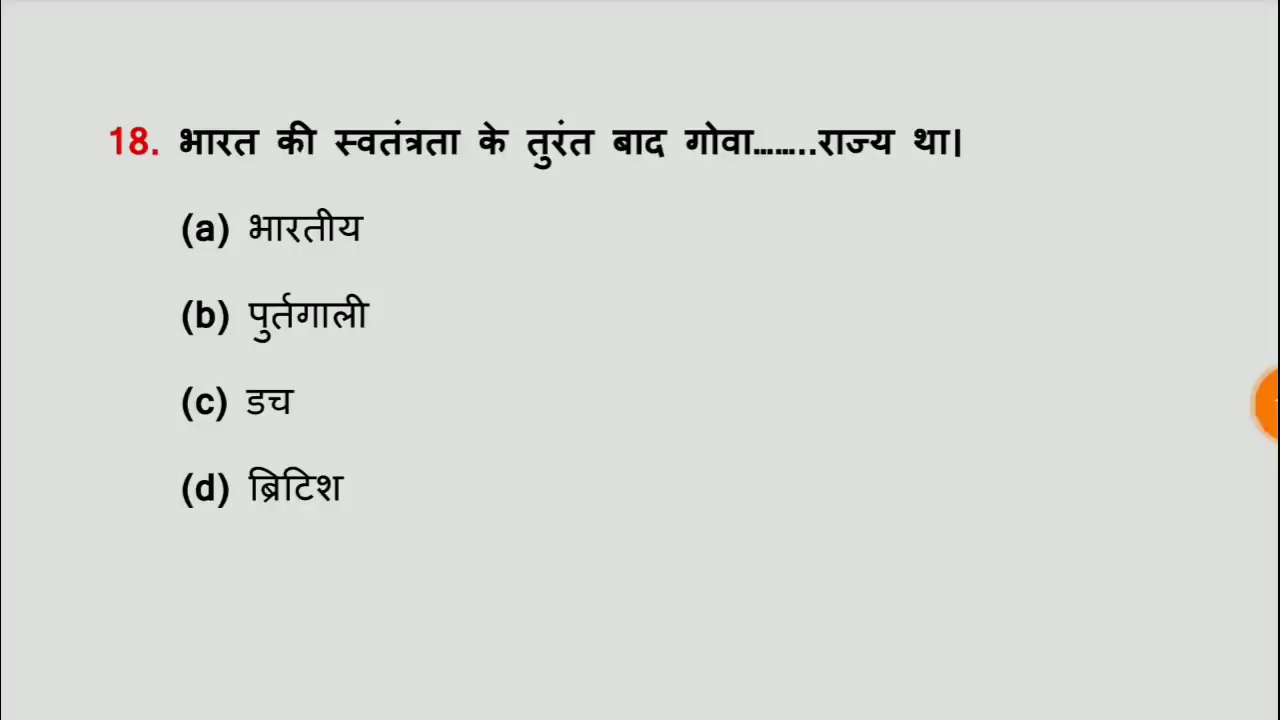 18. भारत की स्वतंत्रता के तुरंत बाद गोवा........राज्य था।
(a) भारतीय
(b) पुर्तगाली
(c) डच
(d) ब्रिटिश